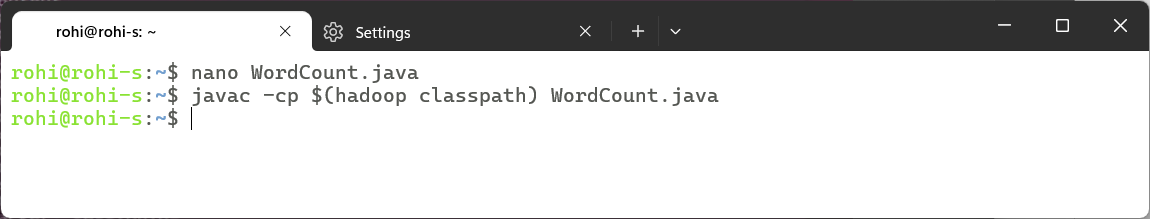 rohi@rohi-s: ~
Settings
rohi@rohi-s:~$ nano WordCount.java
rohi@rohi-s:~$ javac -cp $(hadoop classpath) WordCount.java
rohi@rohi-s:~$